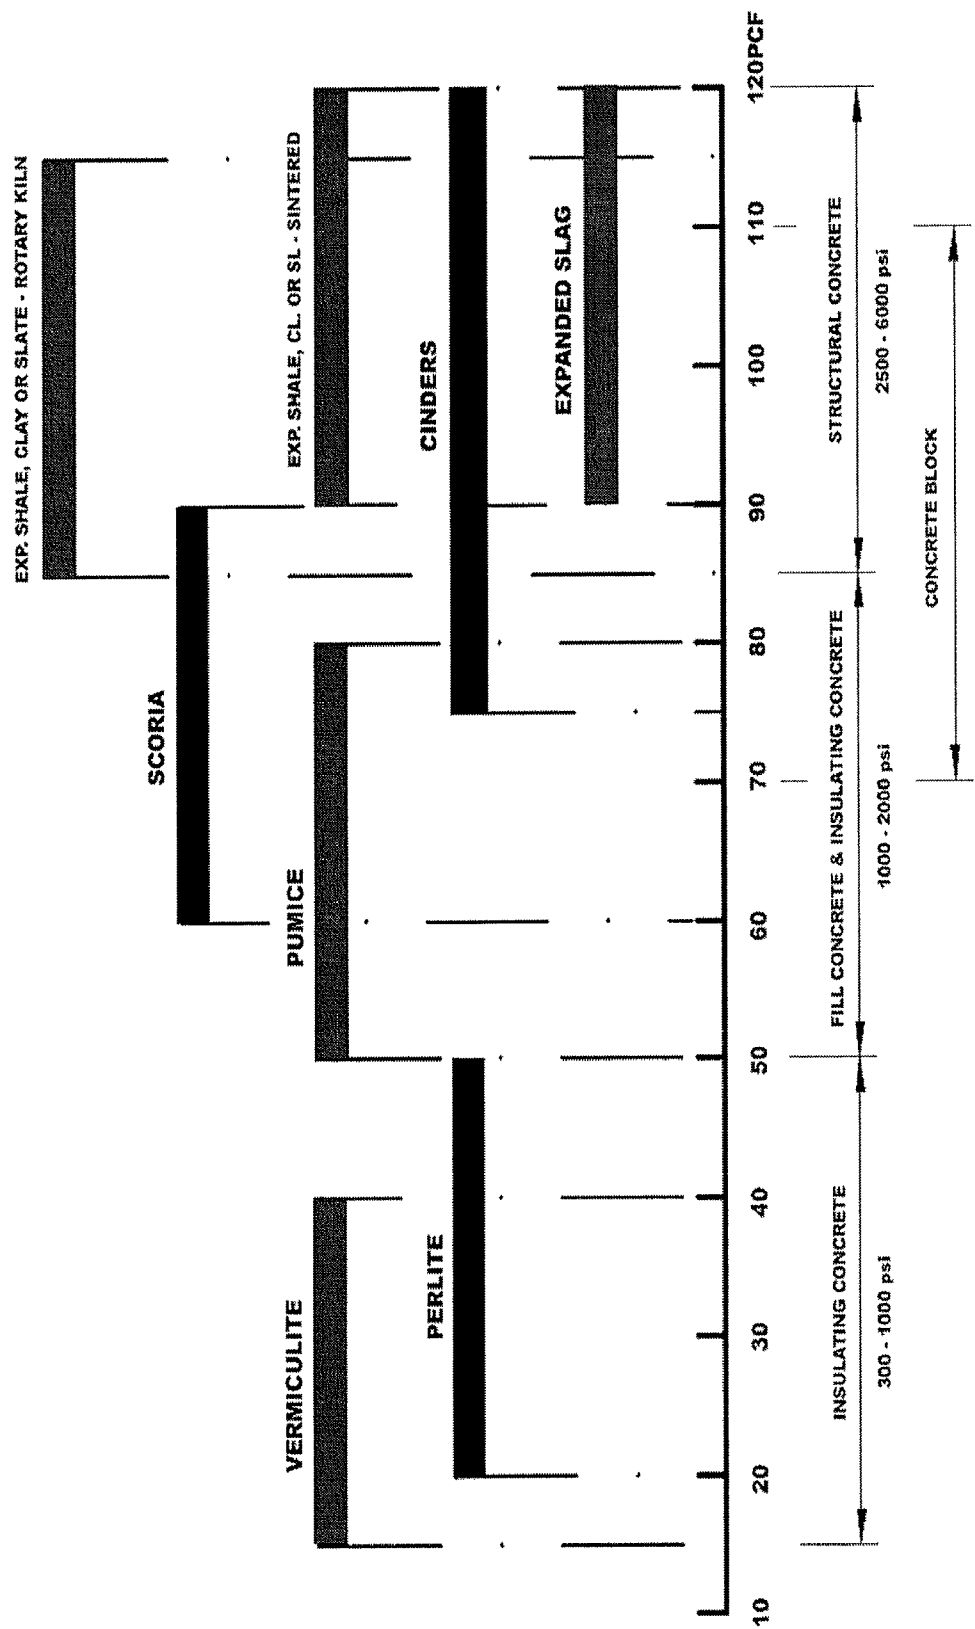 EXP. SHALE, CLAY OR SLATE - ROTARY KILN
SCORIA
VERMICULITE
PUMICE
EXP. SHALE, CL. OR SL - SINTERED
PERLITE
CINDERS
EXPANDED SLAG
10
20
30
40
50
60
70
80
90
100
110
120PCF
INSULATING CONCRETE
FILL CONCRETE & INSULATING CONCRETE
STRUCTURAL CONCRETE
300 - 1000 psi
1000 - 2000 psi
2500 - 6000 psi
CONCRETE BLOCK